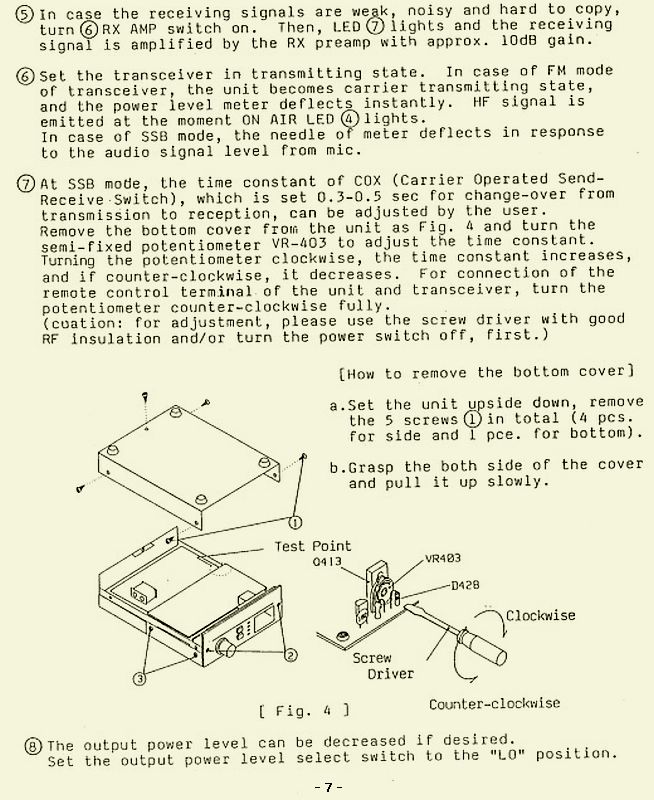 ⑤ In case the receiving signals are weak, noisy and hard to copy,
turn ⑥ RX AMP switch on. Then, LED ⑦ lights and the receiving
signal is amplified by the RX preamp with approx. 10dB gain.
⑥ Set the transceiver in transmitting state. In case of FM mode
of transceiver, the unit becomes carrier transmitting state,
and the power level meter deflects instantly. HF signal is
emitted at the moment ON AIR LED ④ lights.
In case of SSB mode, the needle of meter deflects in response
to the audio signal level from mic.
⑦ At SSB mode, the time constant of COX (Carrier Operated Send-
Receive Switch), which is set 0.3-0.5 sec for change-over from
transmission to reception, can be adjusted by the user.
Remove the bottom cover from the unit as Fig. 4 and turn the
semi-fixed potentiometer VR-403 to adjust the time constant.
Turning the potentiometer clockwise, the time constant increases,
and if counter-clockwise, it decreases. For connection of the
remote control terminal of the unit and transceiver, turn the
potentiometer counter-clockwise fully.
(cuation: for adjustment, please use the screw driver with good
RF insulation and/or turn the power switch off, first.)
[How to remove the bottom cover]
a.Set the unit upside down, remove
the 5 screws ① in total (4 pcs.
for side and 1 pce. for bottom).
b.Grasp the both side of the cover
and pull it up slowly.
①
Test Point
Q413
VR403
D428
Clockwise
②
Screw
Driver
③
Counter-clockwise
[ Fig. 4 ]
⑧ The output power level can be decreased if desired.
Set the output power level select switch to the "LO" position.
- 7 -